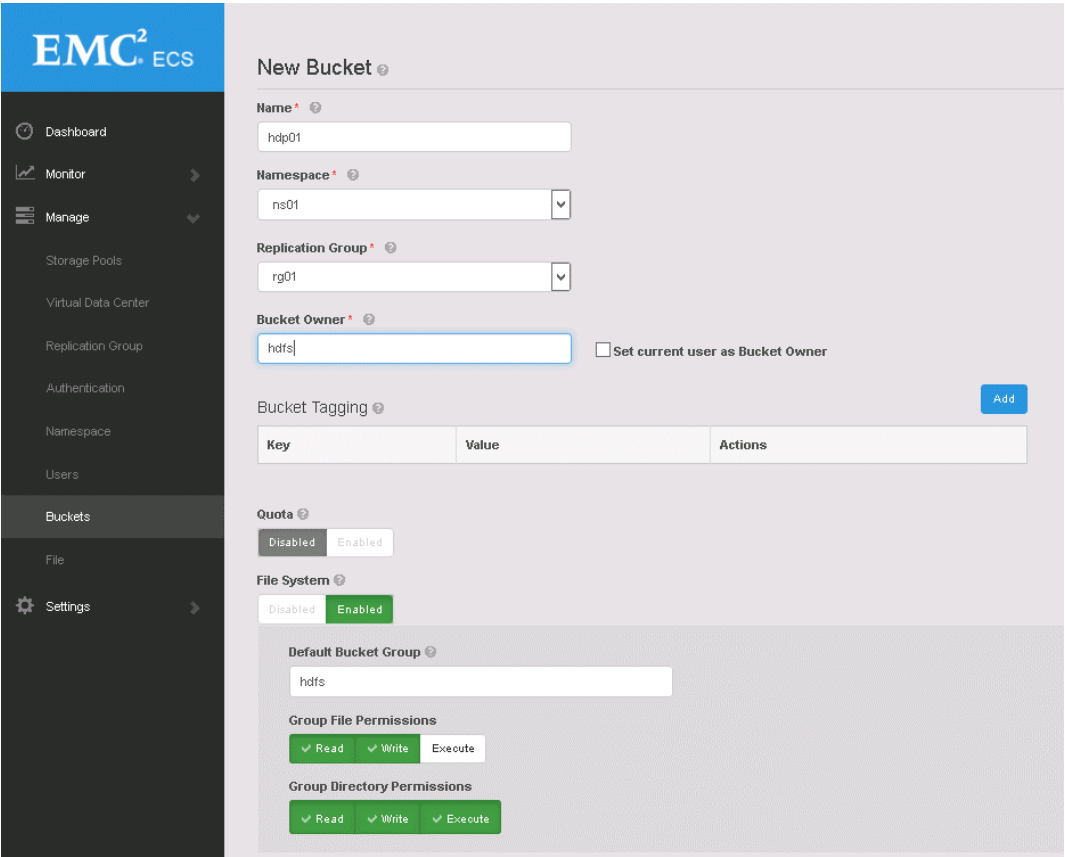 EMC² ECS
Dashboard
Monitor
Manage
Storage Pools
Virtual Data Center
Replication Group
Authentication
Namespace
Users
Buckets
File
Settings
New Bucket
Name *
hdp01
Namespace *
ns01
Replication Group *
rg01
Bucket Owner *
hdfs
Set current user as Bucket Owner
Bucket Tagging
Add
Key Value Actions
Quota
Disabled Enabled
File System
Disabled Enabled
Default Bucket Group
hdfs
Group File Permissions
Read Write Execute
Group Directory Permissions
Read Write Execute